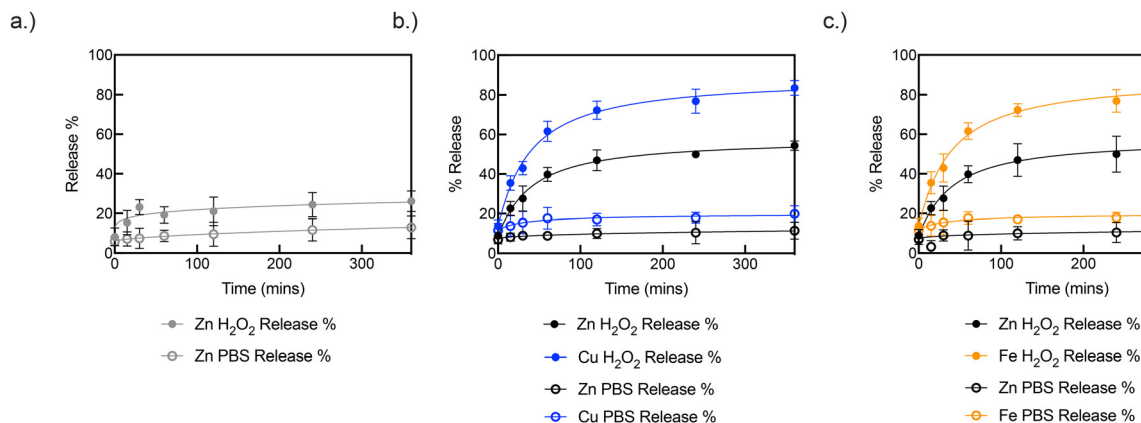 a.)
b.)
c.)
100
80
60
40
20
0
Release %
0
100
200
300
Time (mins)
Zn H₂O₂ Release %
Zn PBS Release %
100
80
60
40
20
0
% Release
0
100
200
300
Time (mins)
Zn H₂O₂ Release %
Cu H₂O₂ Release %
Zn PBS Release %
Cu PBS Release %
100
80
60
40
20
0
% Release
0
100
200
Time (mins)
Zn H₂O₂ Release %
Fe H₂O₂ Release %
Zn PBS Release %
Fe PBS Release %